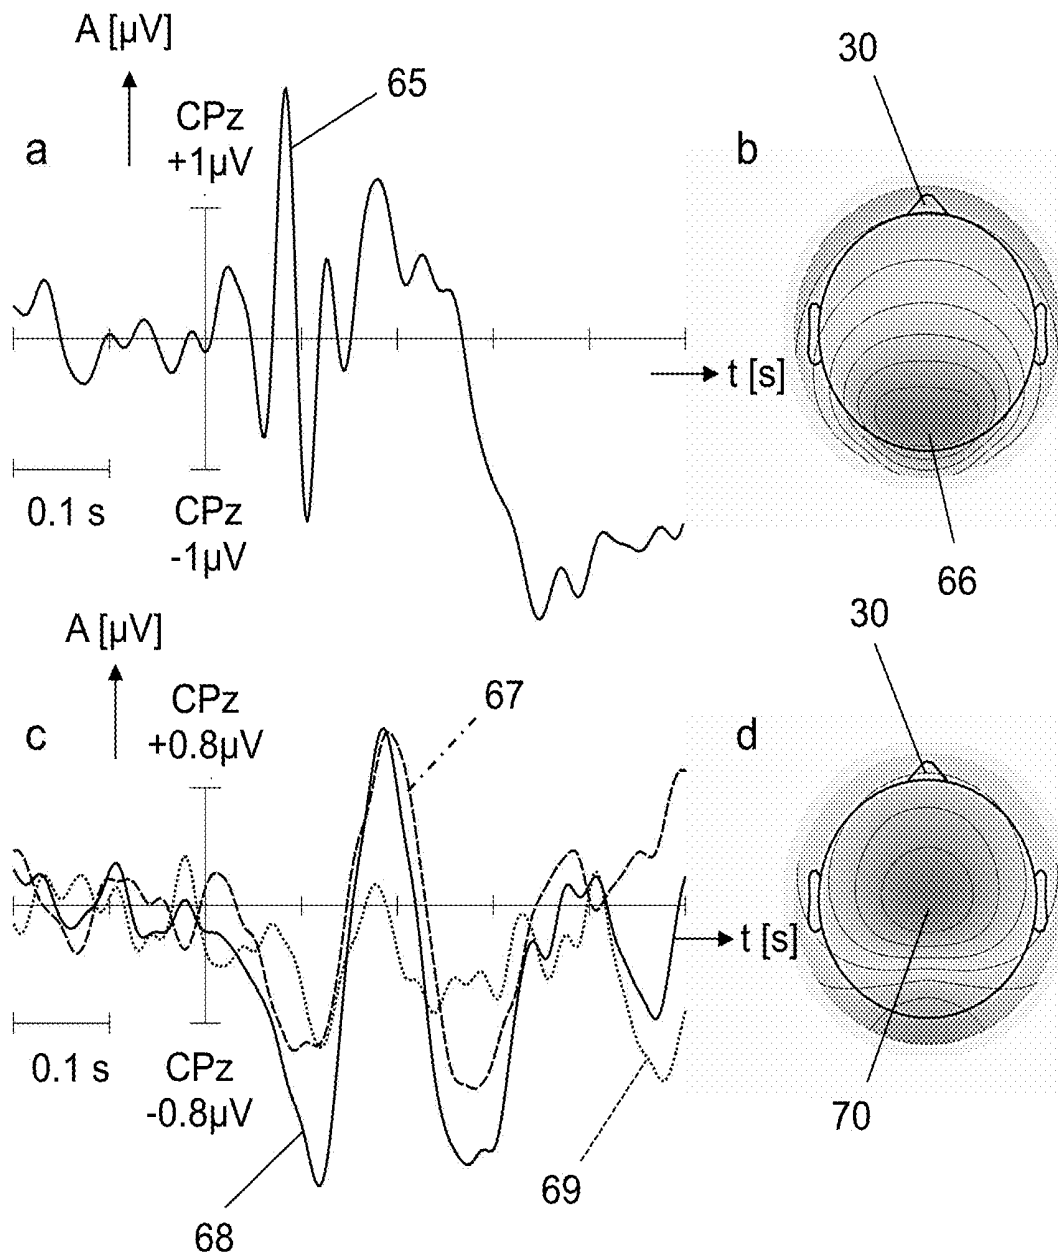 A [µV]
30
65
CPz
+1µV
a
b
t [s]
0.1 s
CPz
-1µV
66
30
A [µV]
67
CPz
+0.8µV
c
d
t [s]
0.1 s
CPz
-0.8µV
70
69
68